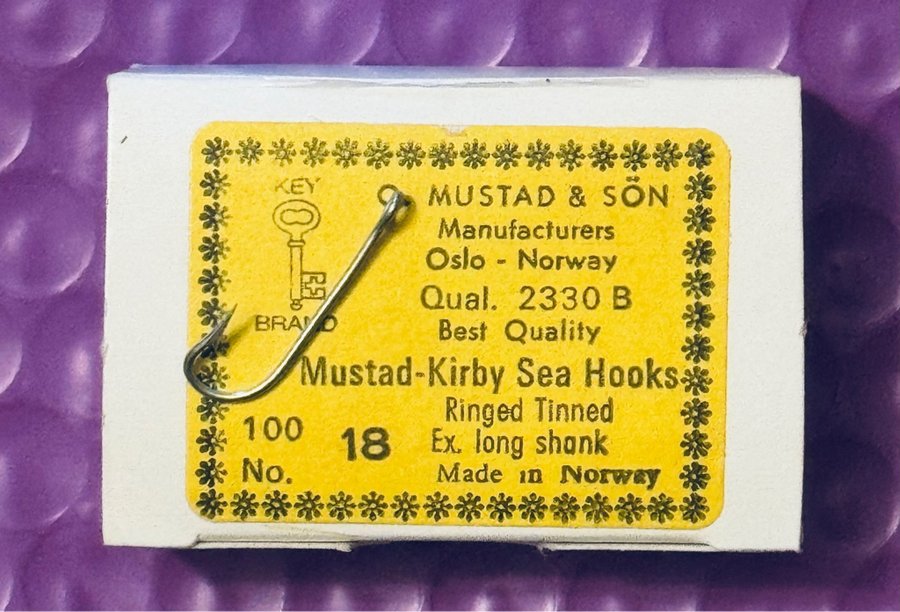 KEY
BRAND
O. MUSTAD & SÖN
Manufacturers
Oslo - Norway
Qual. 2330 B
Best Quality
Mustad-Kirby Sea Hooks
Ringed Tinned
Ex. long shank
Made in Norway
100
No. 18